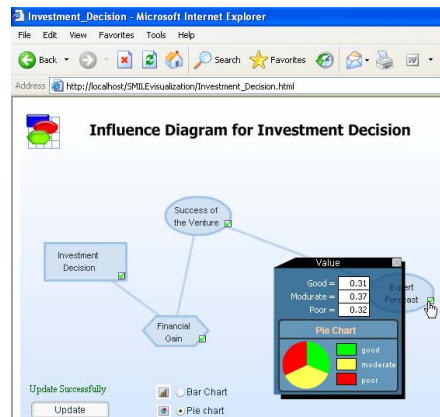 Investment_Decision - Microsoft Internet Explorer
File Edit View Favorites Tools Help
Back Search Favorites
Address http://localhost/SMILEvisualization/Investment_Decision.html
Influence Diagram for Investment Decision
Success of
the Venture
Investment
Decision
Value
Good = 0.31
Modurate = 0.37
Poor = 0.32
Expert
Forecast
Pie Chart
good
moderate
poor
Financial
Gain
Update Successfully
Update
Bar Chart
Pie chart